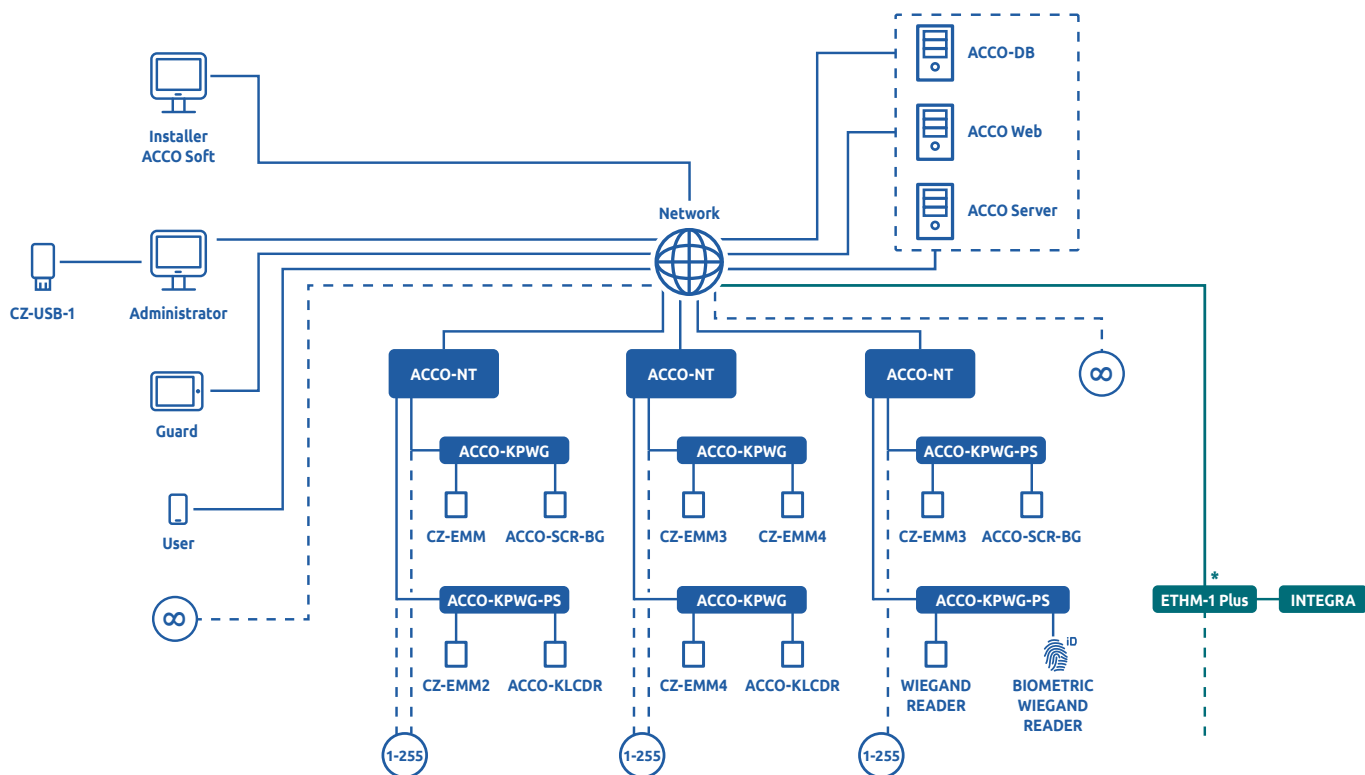 ACCO-DB
Installer
ACCO Soft
ACCO Web
Network
ACCO Server
CZ-USB-1
Administrator
ACCO-NT
ACCO-NT
ACCO-NT
∞
Guard
ACCO-KPWG
ACCO-KPWG
ACCO-KPWG-PS
User
CZ-EMM
ACCO-SCR-BG
CZ-EMM3
CZ-EMM4
CZ-EMM3
ACCO-SCR-BG
∞
ACCO-KPWG-PS
ACCO-KPWG
ACCO-KPWG-PS
*
ETHM-1 Plus
INTEGRA
iD
CZ-EMM2
ACCO-KLCDR
CZ-EMM4
ACCO-KLCDR
WIEGAND
READER
BIOMETRIC
WIEGAND
READER
1-255
1-255
1-255